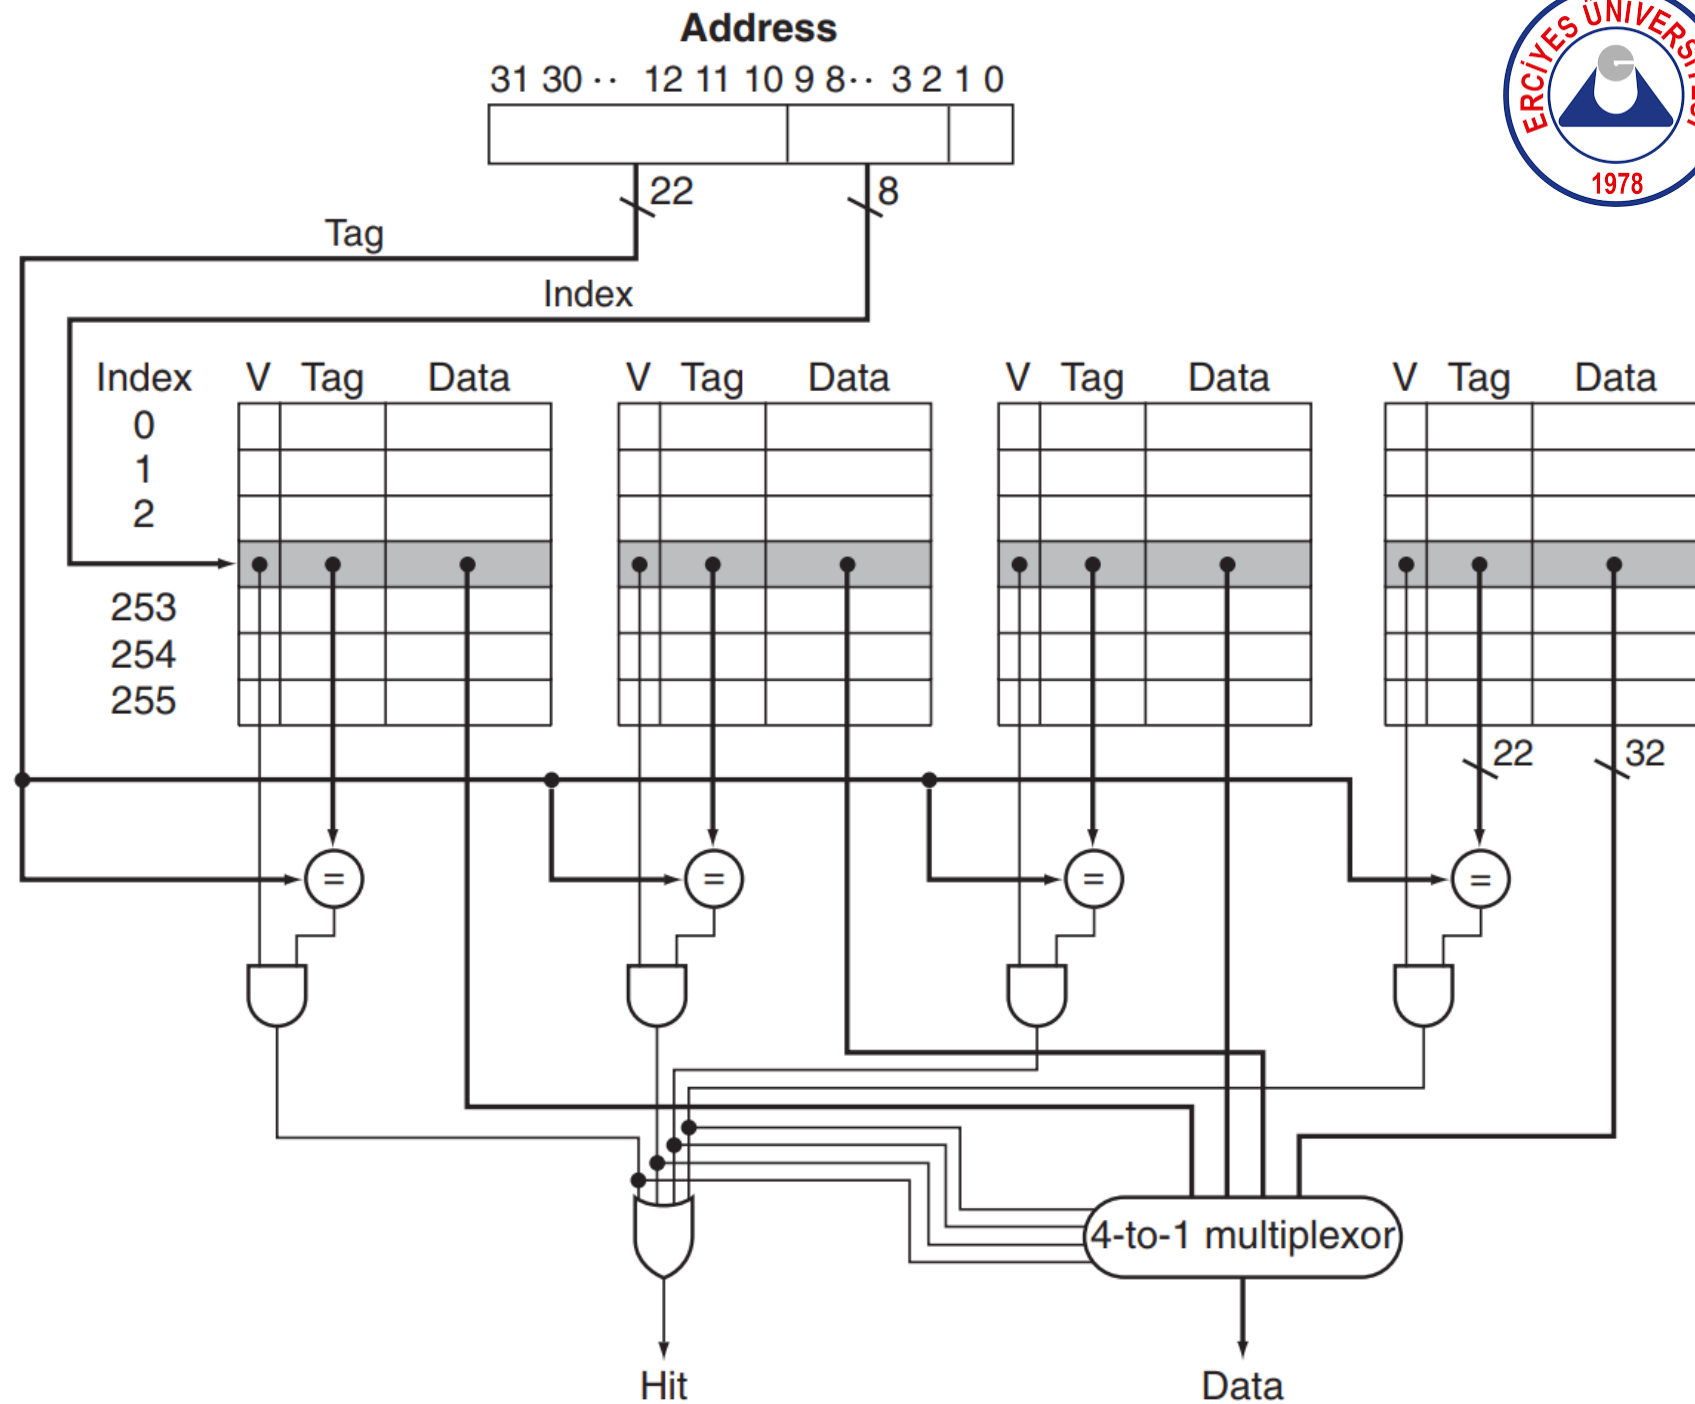 Address
31 30 ·· 12 11 10 9 8 ·· 3 2 1 0
22
8
Tag
Index
Index V Tag Data V Tag Data V Tag Data V Tag Data
0
1
2
253
254
255
22
32
= = = =
4-to-1 multiplexor
Hit
Data
ERCİYES ÜNİVERSİTESİ
1978